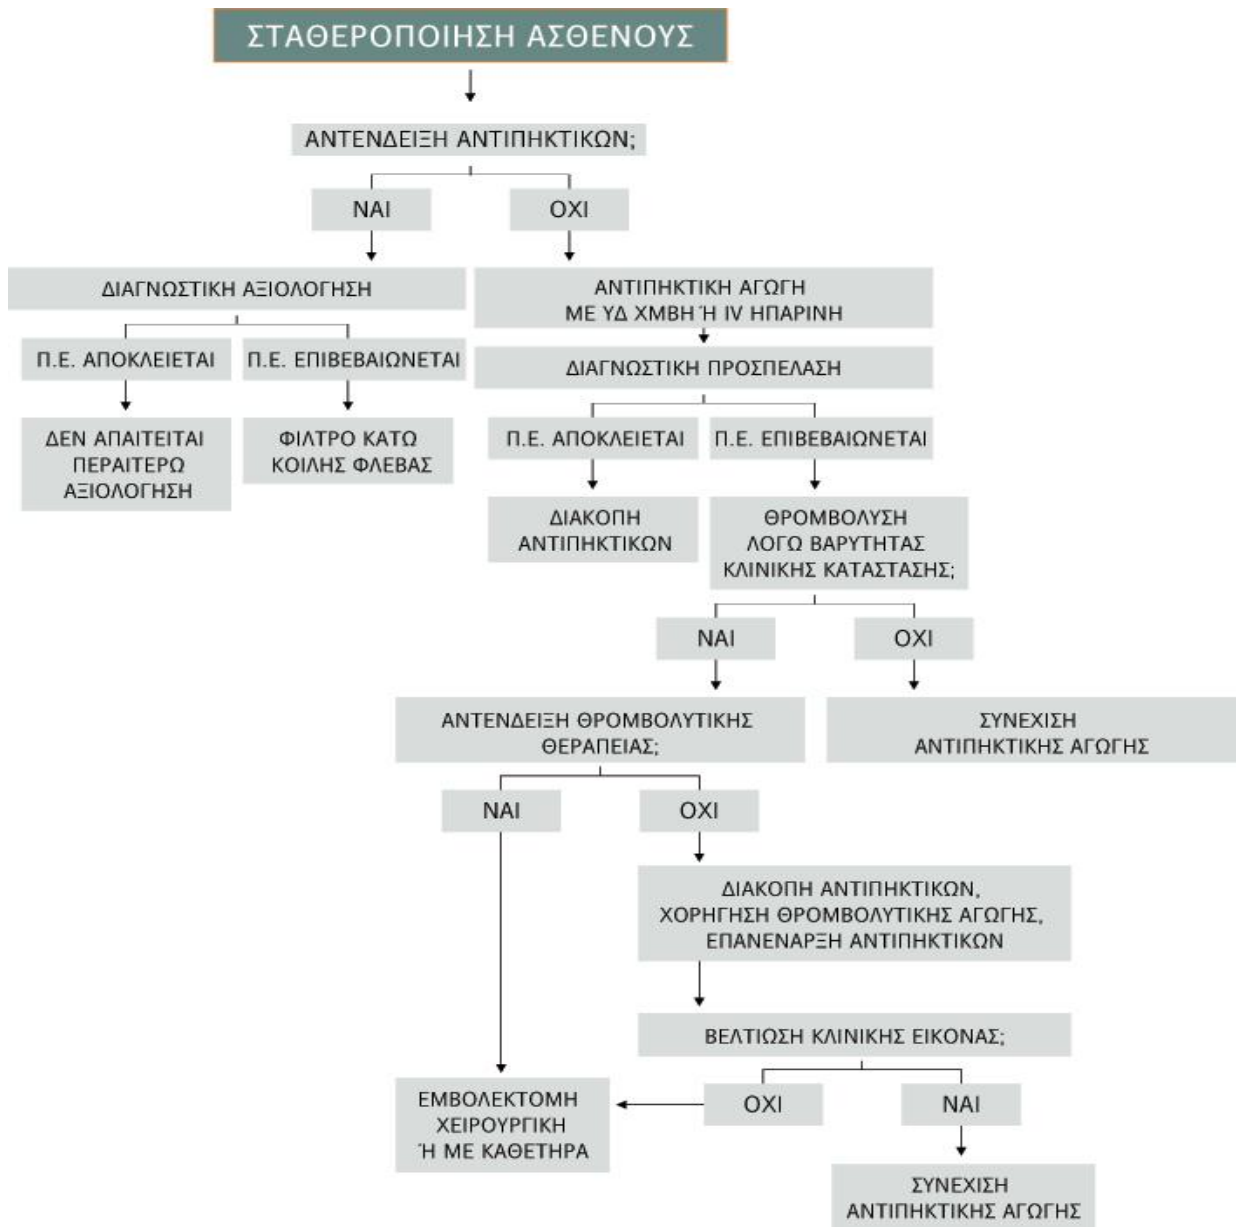 ΣΤΑΘΕΡΟΠΟΙΗΣΗ ΑΣΘΕΝΟΥΣ
ΑΝΤΕΝΔΕΙΞΗ ΑΝΤΙΠΗΚΤΙΚΩΝ;
ΝΑΙ
ΟΧΙ
ΔΙΑΓΝΩΣΤΙΚΗ ΑΞΙΟΛΟΓΗΣΗ
ΑΝΤΙΠΗΚΤΙΚΗ ΑΓΩΓΗ
ΜΕ ΥΔ ΧΜΒΗ Ή IV ΗΠΑΡΙΝΗ
Π.Ε. ΑΠΟΚΛΕΙΕΤΑΙ
Π.Ε. ΕΠΙΒΕΒΑΙΩΝΕΤΑΙ
ΔΙΑΓΝΩΣΤΙΚΗ ΠΡΟΣΠΕΛΑΣΗ
ΔΕΝ ΑΠΑΙΤΕΙΤΑΙ
ΠΕΡΑΙΤΕΡΩ
ΑΞΙΟΛΟΓΗΣΗ
ΦΙΛΤΡΟ ΚΑΤΩ
ΚΟΙΛΗΣ ΦΛΕΒΑΣ
Π.Ε. ΑΠΟΚΛΕΙΕΤΑΙ
Π.Ε. ΕΠΙΒΕΒΑΙΩΝΕΤΑΙ
ΔΙΑΚΟΠΗ
ΑΝΤΙΠΗΚΤΙΚΩΝ
ΘΡΟΜΒΟΛΥΣΗ
ΛΟΓΩ ΒΑΡΥΤΗΤΑΣ
ΚΛΙΝΙΚΗΣ ΚΑΤΑΣΤΑΣΗΣ;
ΝΑΙ
ΟΧΙ
ΑΝΤΕΝΔΕΙΞΗ ΘΡΟΜΒΟΛΥΤΙΚΗΣ
ΘΕΡΑΠΕΙΑΣ;
ΣΥΝΕΧΙΣΗ
ΑΝΤΙΠΗΚΤΙΚΗΣ ΑΓΩΓΗΣ
ΝΑΙ
ΟΧΙ
ΔΙΑΚΟΠΗ ΑΝΤΙΠΗΚΤΙΚΩΝ,
ΧΟΡΗΓΗΣΗ ΘΡΟΜΒΟΛΥΤΙΚΗΣ ΑΓΩΓΗΣ,
ΕΠΑΝΕΝΑΡΞΗ ΑΝΤΙΠΗΚΤΙΚΩΝ
ΒΕΛΤΙΩΣΗ ΚΛΙΝΙΚΗΣ ΕΙΚΟΝΑΣ;
ΕΜΒΟΛΕΚΤΟΜΗ
ΧΕΙΡΟΥΡΓΙΚΗ
Ή ΜΕ ΚΑΘΕΤΗΡΑ
ΟΧΙ
ΝΑΙ
ΣΥΝΕΧΙΣΗ
ΑΝΤΙΠΗΚΤΙΚΗΣ ΑΓΩΓΗΣ